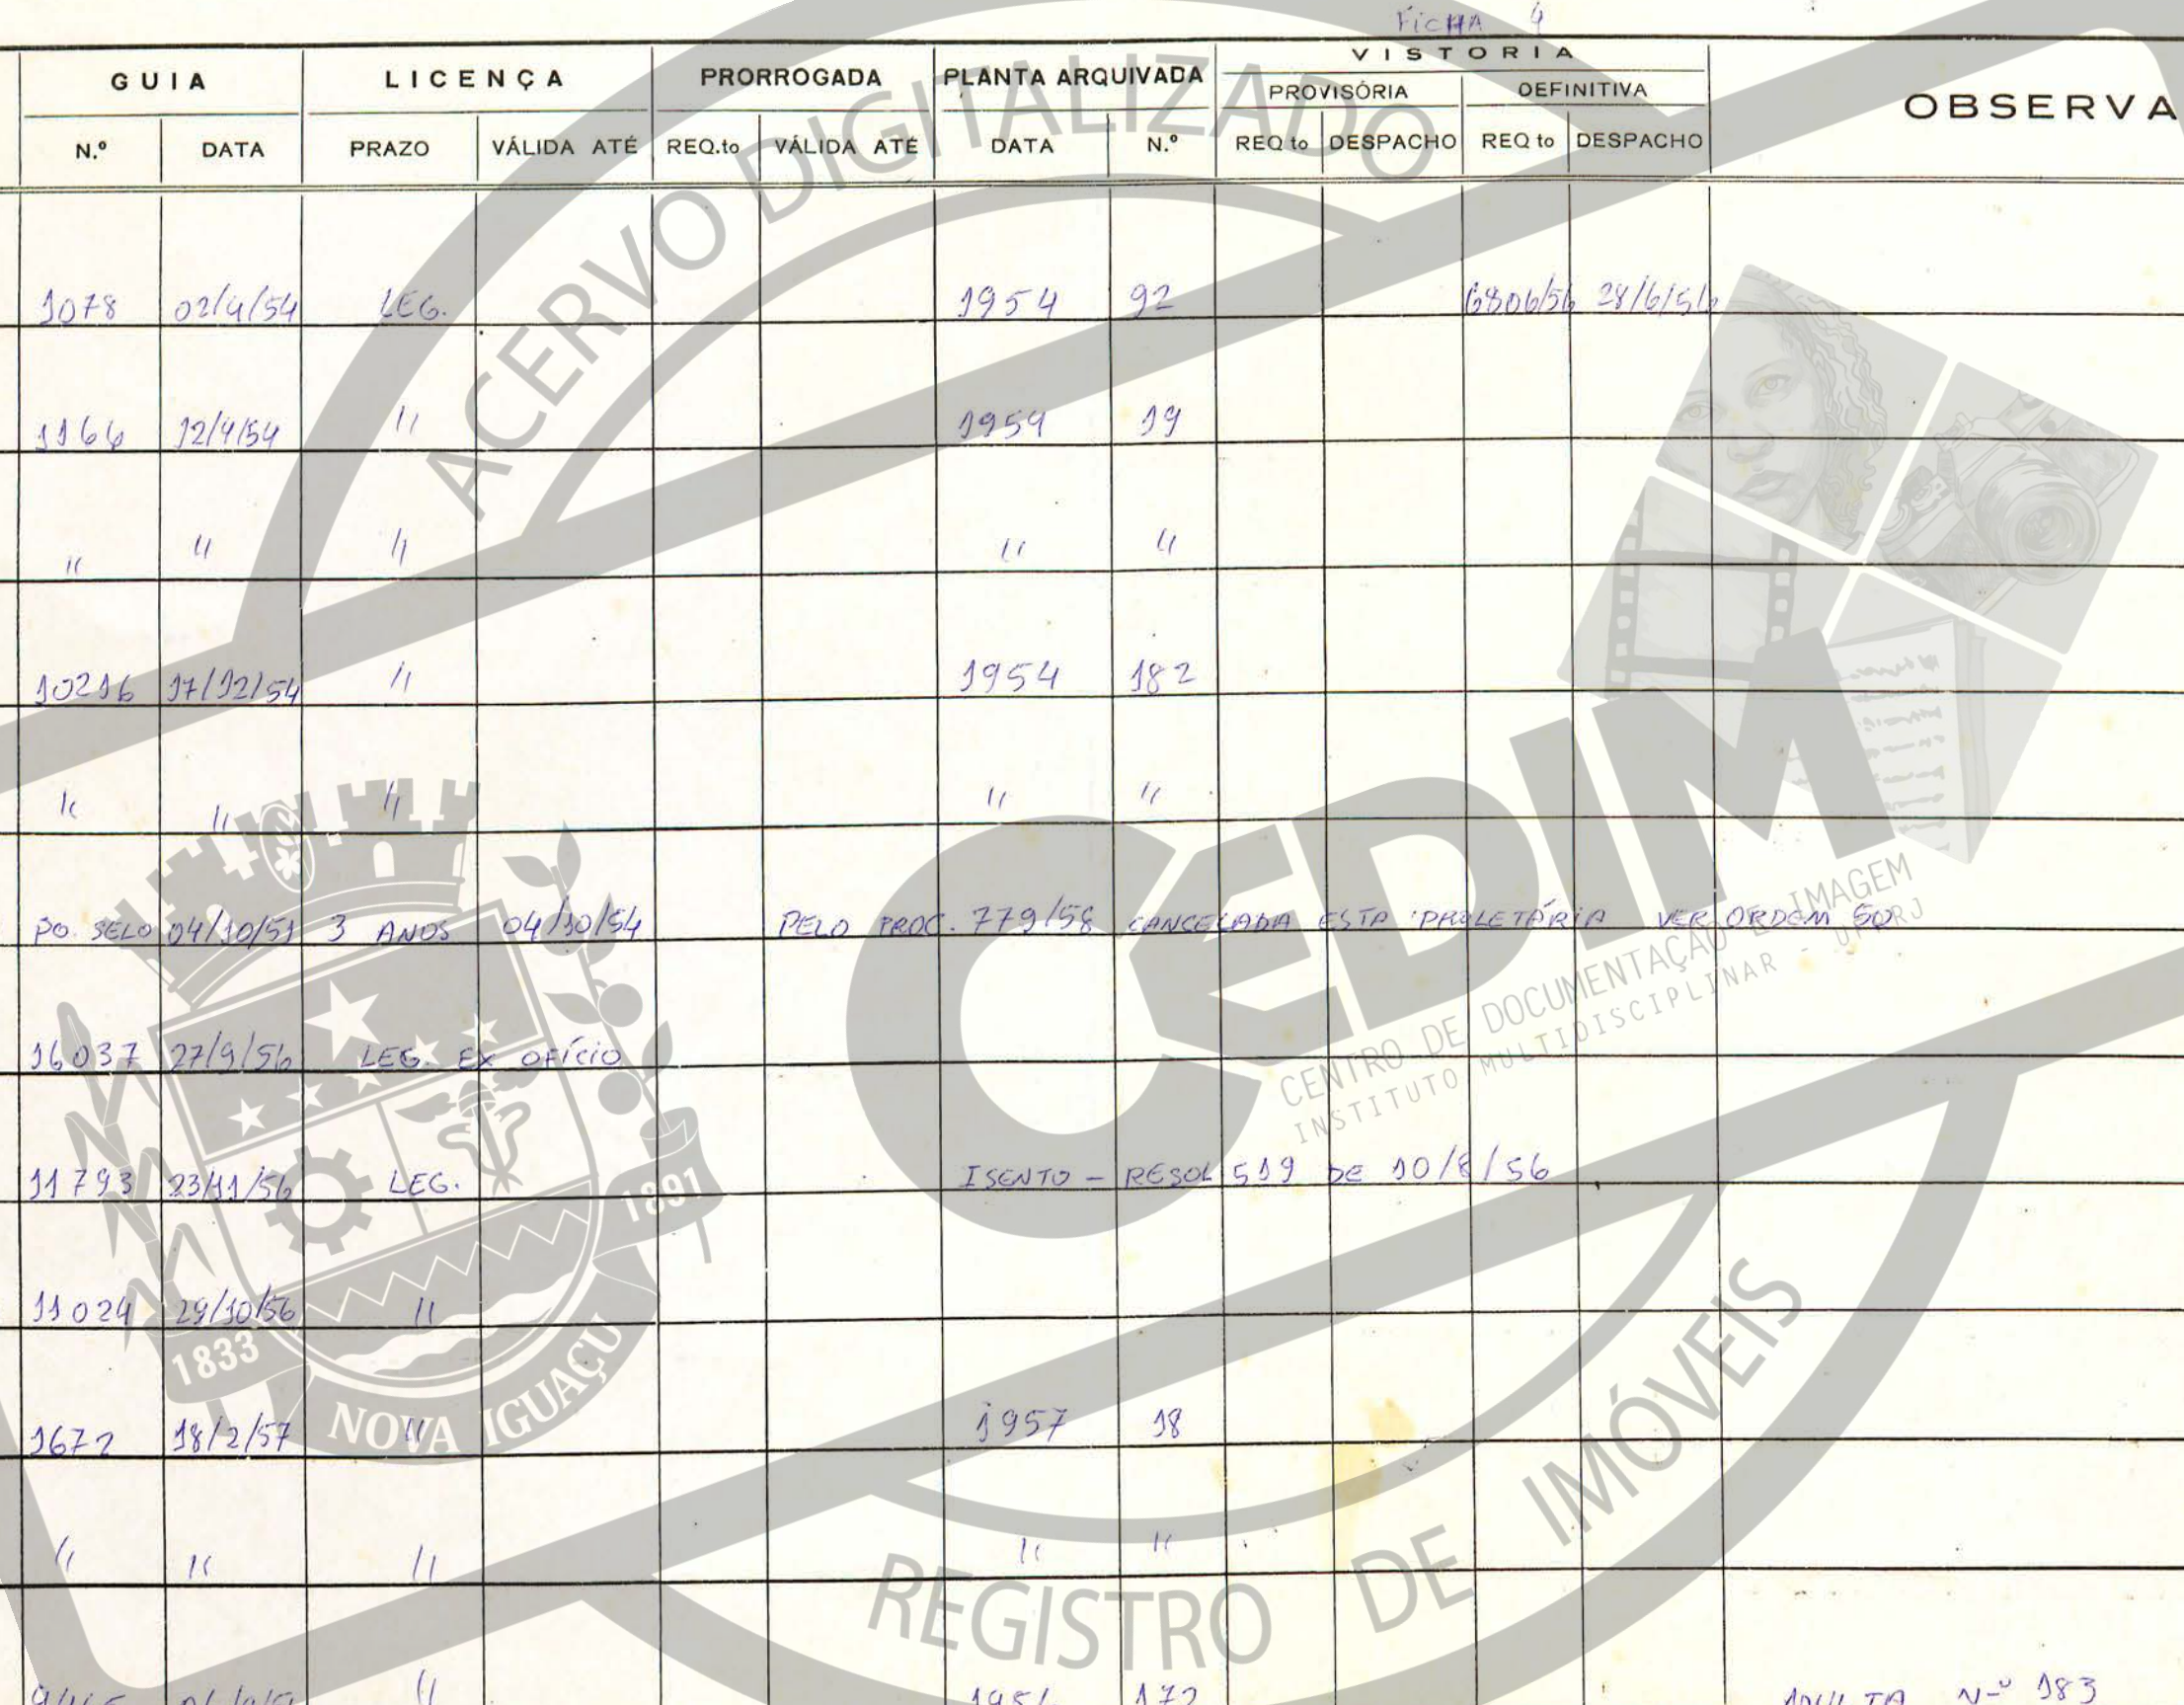 FICHA 4
GUIA LICENÇA PRORROGADA PLANTA ARQUIVADA VISTORIA OBSERVA
PROVISÓRIA DEFINITIVA
N.º DATA PRAZO VÁLIDA ATÉ REQ.to VÁLIDA ATÉ DATA N.º REQ to DESPACHO REQ to DESPACHO
1078 02/4/54 LEG. 1954 92 6806/56 28/6/56
1166 12/4/54 " 1954 19
" " " " "
10216 17/12/54 " 1954 182
" " " " "
PO. SELO 04/10/51 3 ANOS 04/10/54 PELO PROC. 779/58 CANCELADA ESTA PROLETÁRIA VER ORDEM 50
16037 27/9/56 LEG. EX OFÍCIO
11793 23/11/56 LEG. ISENTO - RESOL 519 DE 10/8/56
11024 29/10/56 "
1672 18/2/57 " 1957 18
" " " " "
" 172 Nº 183
ACERVO DIGITALIZADO
CEDIM
CENTRO DE DOCUMENTAÇÃO E IMAGEM
INSTITUTO MULTIDISCIPLINAR - UFRRJ
1891
1833
NOVA IGUAÇU
REGISTRO DE IMÓVEIS